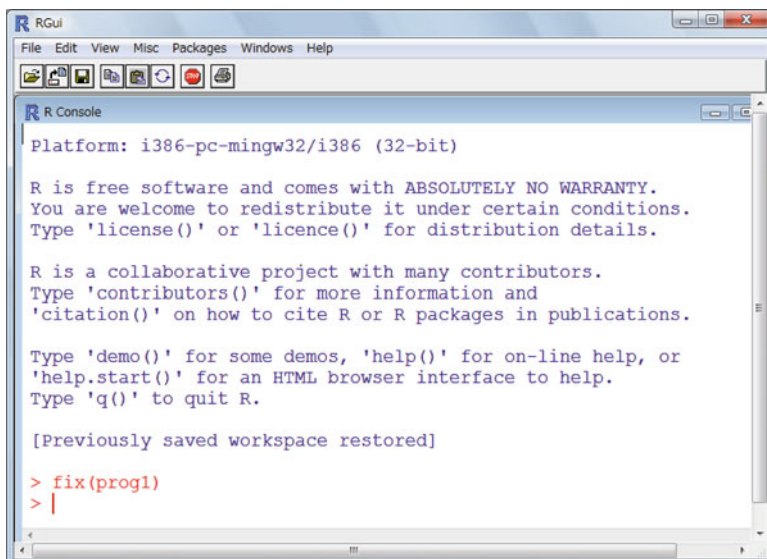 RGui
File Edit View Misc Packages Windows Help
STOP
R Console
Platform: i386-pc-mingw32/i386 (32-bit)
R is free software and comes with ABSOLUTELY NO WARRANTY.
You are welcome to redistribute it under certain conditions.
Type 'license()' or 'licence()' for distribution details.
R is a collaborative project with many contributors.
Type 'contributors()' for more information and
'citation()' on how to cite R or R packages in publications.
Type 'demo()' for some demos, 'help()' for on-line help, or
'help.start()' for an HTML browser interface to help.
Type 'q()' to quit R.
[Previously saved workspace restored]
> fix(prog1)
>